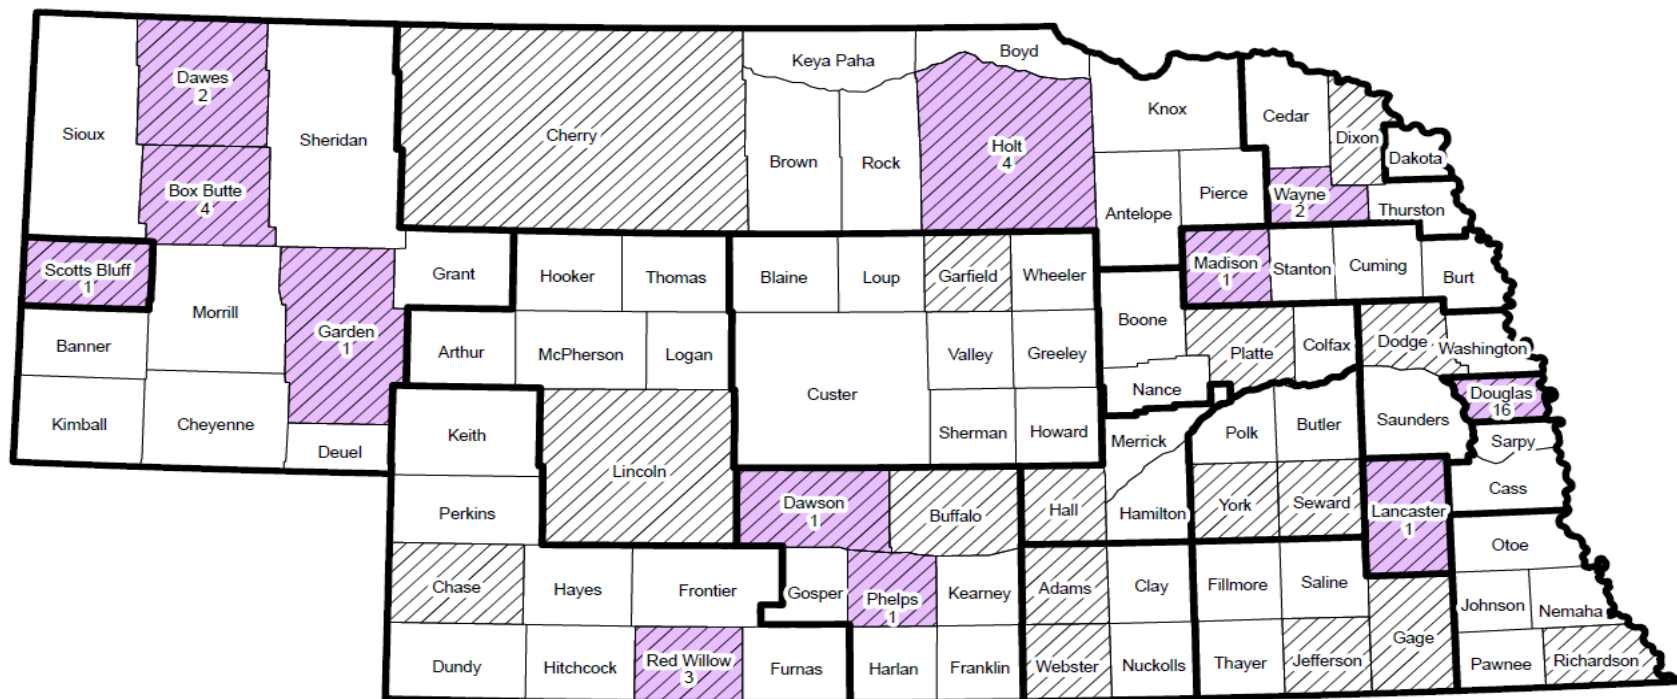 Boyd
Keya Paha
Dawes
2
Knox
Cedar
Sioux
Cherry
Dixon
Sheridan
Holt
4
Brown
Rock
Dakota
Box Butte
4
Pierce
Wayne
2
Antelope
Thurston
Scotts Bluff
1
Grant
Hooker
Thomas
Blaine
Loup
Garfield
Wheeler
Madison
1
Stanton
Cuming
Burt
Morrill
Garden
1
Boone
Banner
Arthur
McPherson
Logan
Valley
Greeley
Platte
Colfax
Dodge
Washington
Custer
Nance
Douglas
16
Kimball
Cheyenne
Keith
Sherman
Howard
Merrick
Polk
Butler
Saunders
Sarpy
Deuel
Lincoln
Cass
Perkins
Dawson
1
Buffalo
Hall
Hamilton
York
Seward
Lancaster
1
Otoe
Chase
Hayes
Frontier
Gosper
Phelps
1
Kearney
Adams
Clay
Fillmore
Saline
Johnson
Nemaha
Gage
Dundy
Hitchcock
Red Willow
3
Furnas
Harlan
Franklin
Webster
Nuckolls
Thayer
Jefferson
Pawnee
Richardson